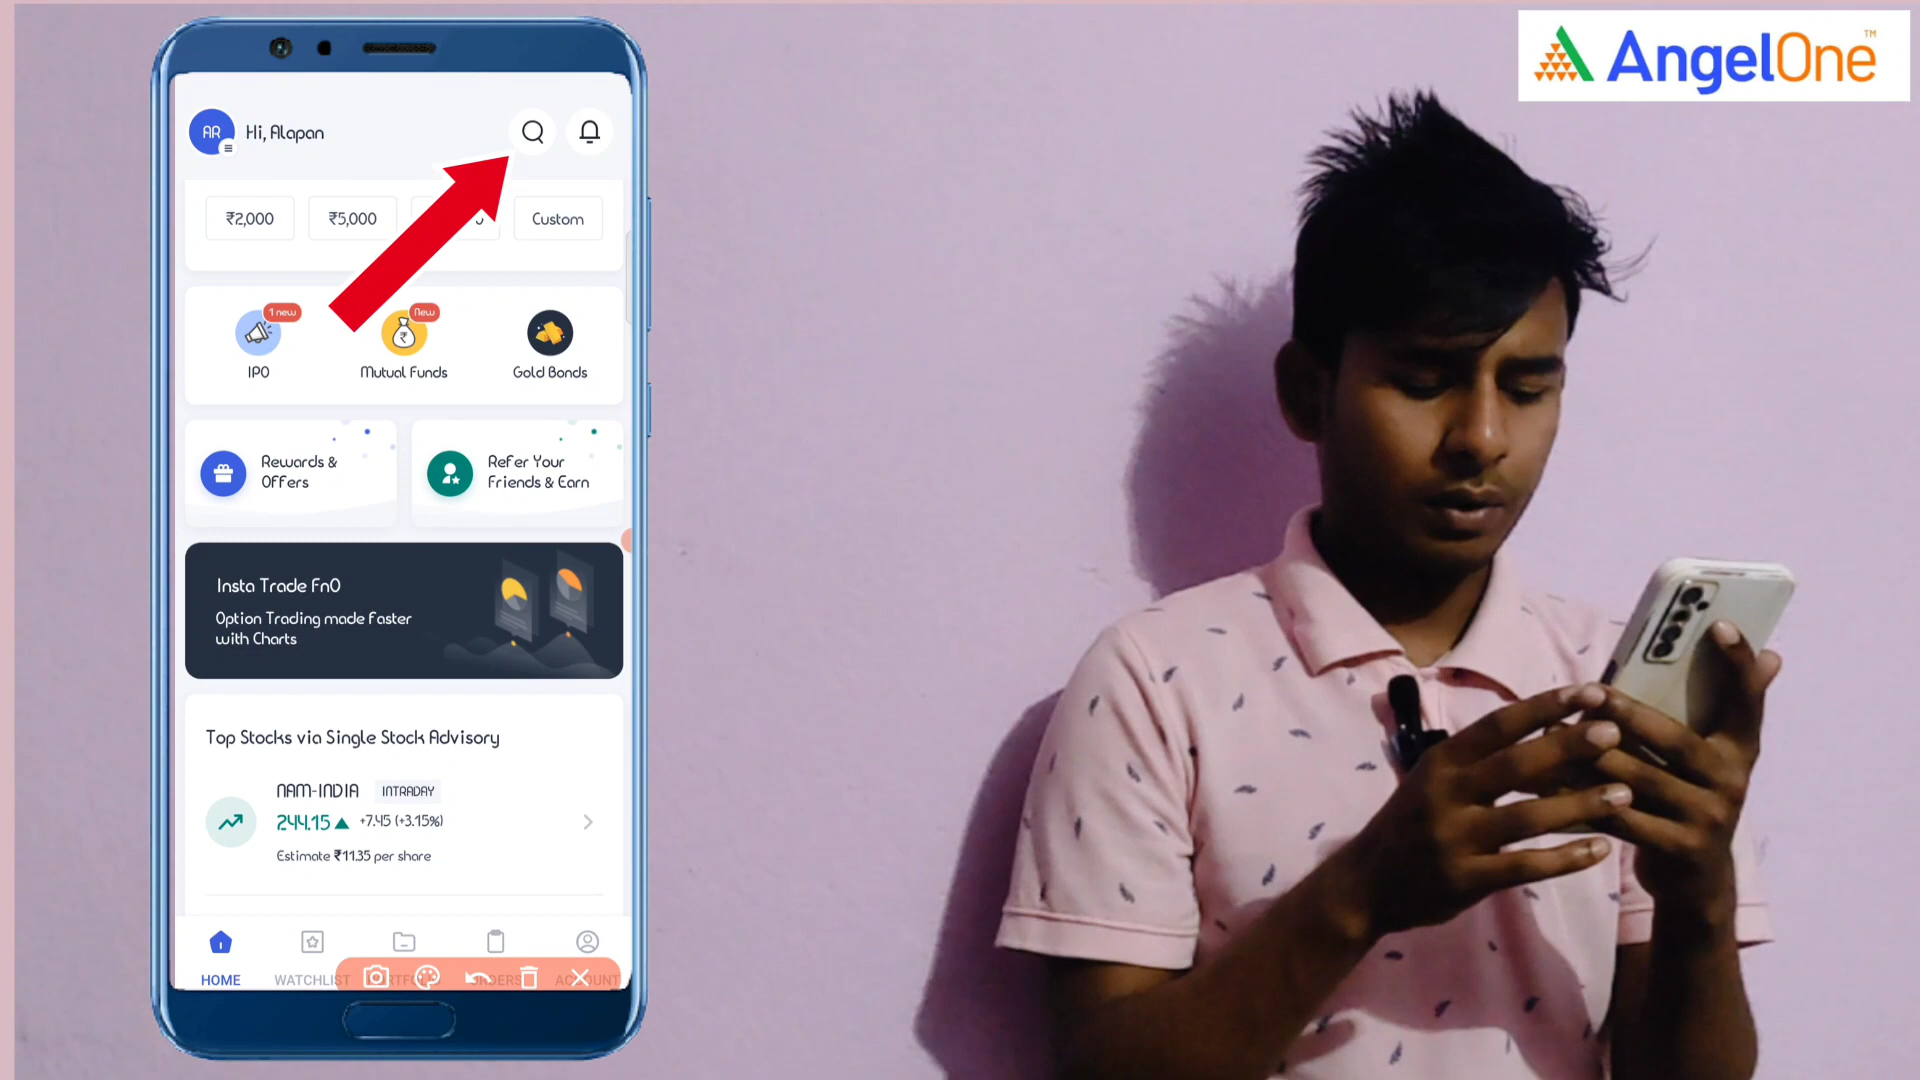 AngelOne™
AR
Hi, Alapan
₹2,000
₹5,000
Custom
1 new
New
IPO
Mutual Funds
Gold Bonds
Rewards &
Offers
Refer Your
Friends & Earn
Insta Trade FnO
Option Trading made Faster
with Charts
Top Stocks via Single Stock Advisory
NAM-INDIA
INTRADAY
244.15 ▲ +7.45 (+3.15%)
Estimate ₹11.35 per share
HOME
WATCHLIST